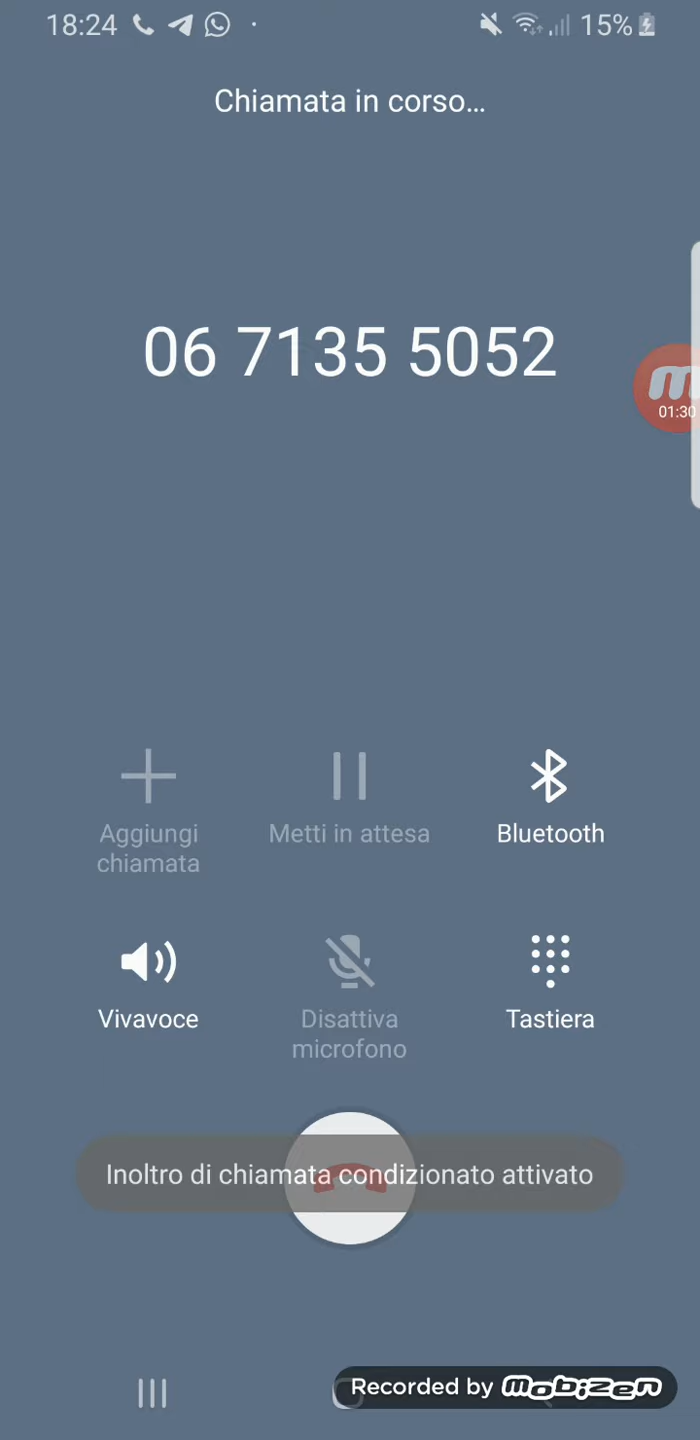 18:24 15%
Chiamata in corso...
06 7135 5052
01:30
Aggiungi
chiamata
Metti in attesa
Bluetooth
Vivavoce
Disattiva
microfono
Tastiera
Inoltro di chiamata condizionato attivato
Recorded by mobizen